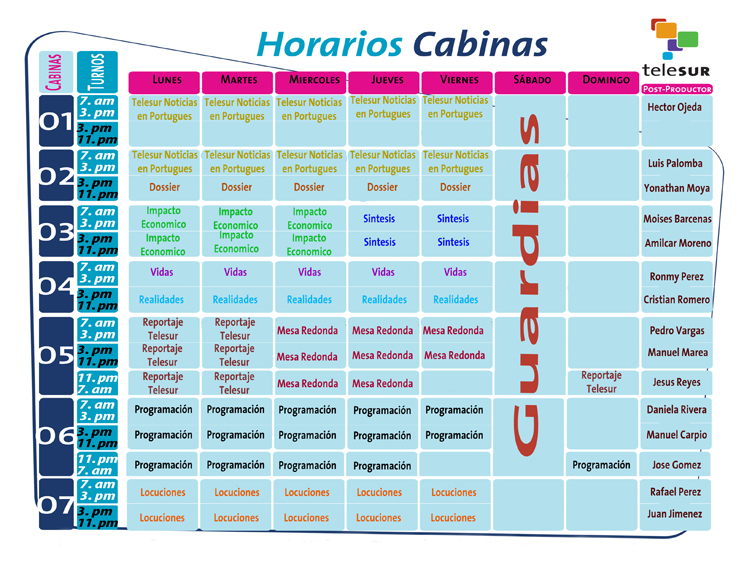 Horarios Cabinas
teleSUR
CABINAS TURNOS LUNES MARTES MIERCOLES JUEVES VIERNES SÁBADO DOMINGO POST-PRODUCTOR
Guardias
01
7. am 3. pm Telesur Noticias en Portugues Telesur Noticias en Portugues Telesur Noticias en Portugues Telesur Noticias en Portugues Telesur Noticias en Portugues Hector Ojeda
3. pm 11. pm
02
7. am 3. pm Telesur Noticias en Portugues Telesur Noticias en Portugues Telesur Noticias en Portugues Telesur Noticias en Portugues Telesur Noticias en Portugues Luis Palomba
3. pm 11. pm Dossier Dossier Dossier Dossier Dossier Yonathan Moya
03
7. am 3. pm Impacto Economico Impacto Economico Impacto Economico Sintesis Sintesis Moises Barcenas
3. pm 11. pm Impacto Economico Impacto Economico Impacto Economico Sintesis Sintesis Amilcar Moreno
04
7. am 3. pm Vidas Vidas Vidas Vidas Vidas Ronmy Perez
3. pm 11. pm Realidades Realidades Realidades Realidades Realidades Cristian Romero
05
7. am 3. pm Reportaje Telesur Reportaje Telesur Mesa Redonda Mesa Redonda Mesa Redonda Pedro Vargas
3. pm 11. pm Reportaje Telesur Reportaje Telesur Mesa Redonda Mesa Redonda Mesa Redonda Manuel Marea
11. pm 7. am Reportaje Telesur Reportaje Telesur Mesa Redonda Mesa Redonda Reportaje Telesur Jesus Reyes
06
7. am 3. pm Programación Programación Programación Programación Programación Daniela Rivera
3. pm 11. pm Programación Programación Programación Programación Programación Manuel Carpio
11. pm 7. am Programación Programación Programación Programación Programación Jose Gomez
07
7. am 3. pm Locuciones Locuciones Locuciones Locuciones Locuciones Rafael Perez
3. pm 11. pm Locuciones Locuciones Locuciones Locuciones Locuciones Juan Jimenez